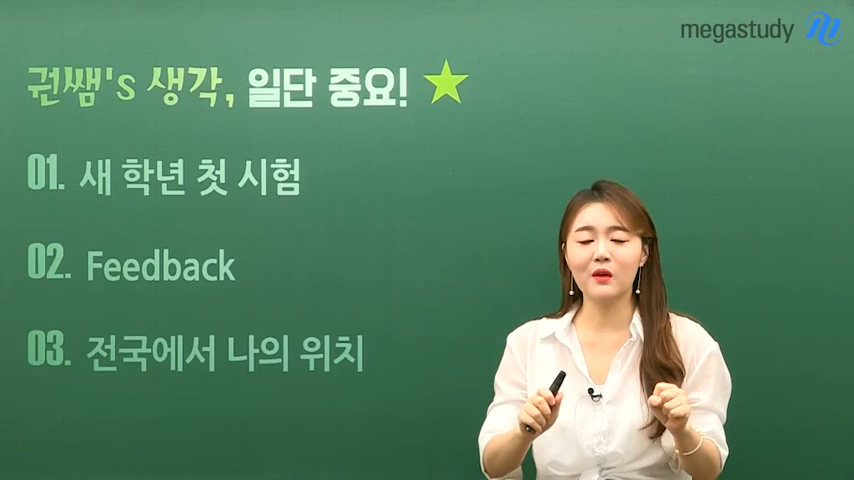 megastudy
권쌤's 생각, 일단 중요!
01. 새 학년 첫 시험
02. Feedback
03. 전국에서 나의 위치